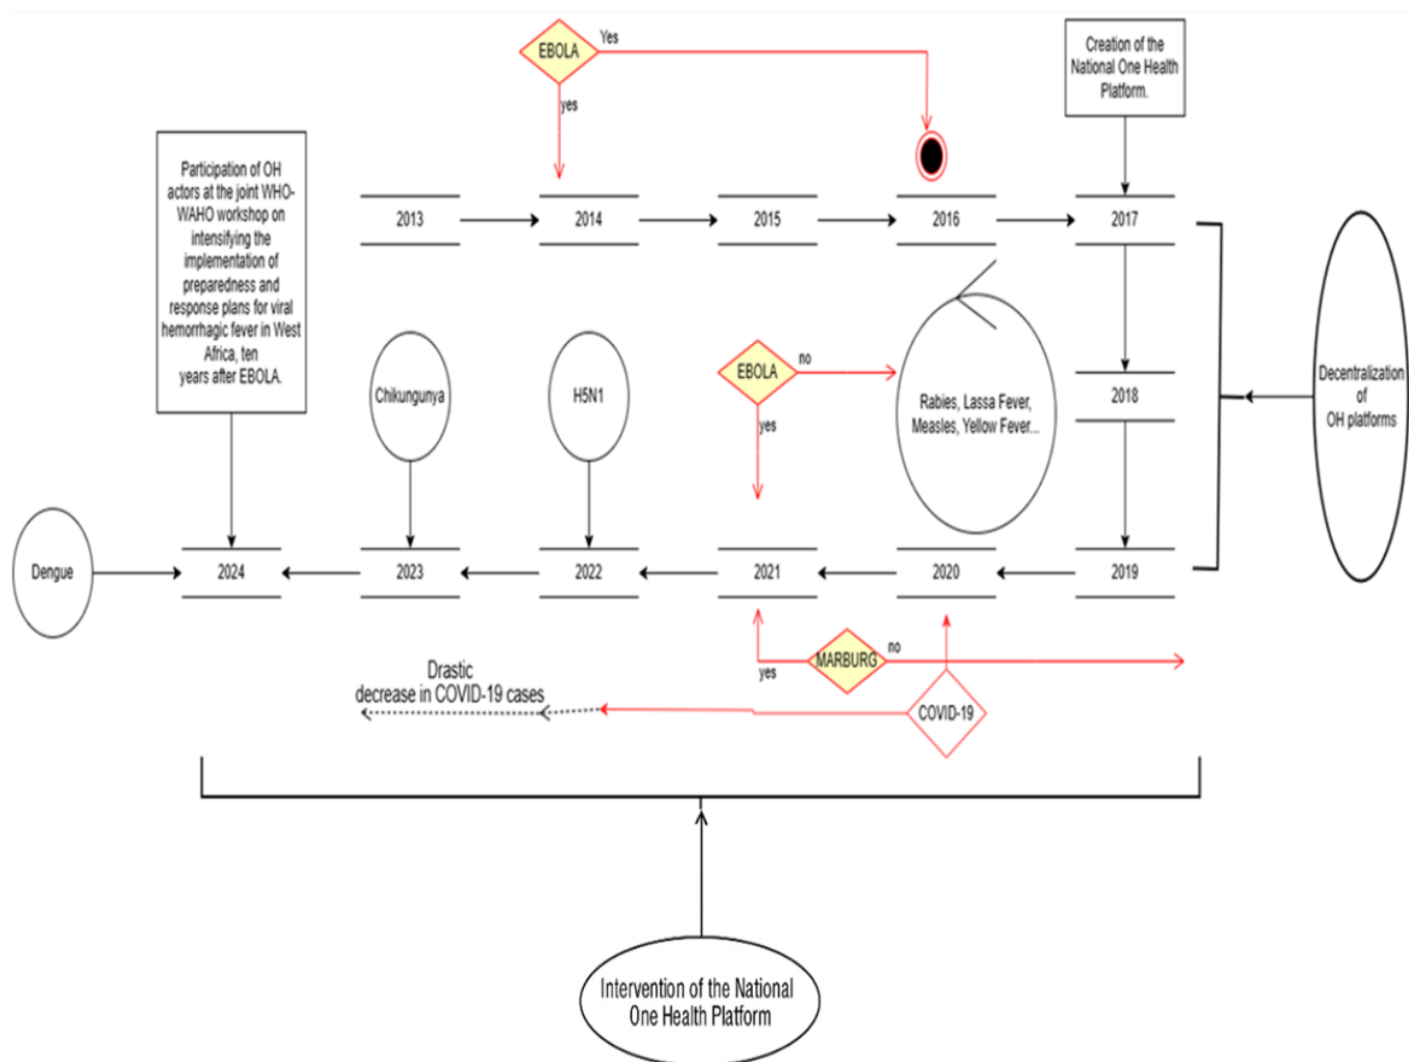 EBOLA
Yes
yes
Creation of the
National One Health
Platform.
Participation of OH
actors at the joint WHO-
WAHO workshop on
intensifying the
implementation of
preparedness and
response plans for viral
hemorrhagic fever in West
Africa, ten
years after EBOLA.
2013
2014
2015
2016
2017
Chikungunya
H5N1
EBOLA
no
yes
Rabies, Lassa Fever,
Measles, Yellow Fever...
2018
Decentralization
of
OH platforms
Dengue
2024
2023
2022
2021
2020
2019
MARBURG
no
yes
Drastic
decrease in COVID-19 cases
COVID-19
Intervention of the National
One Health Platform